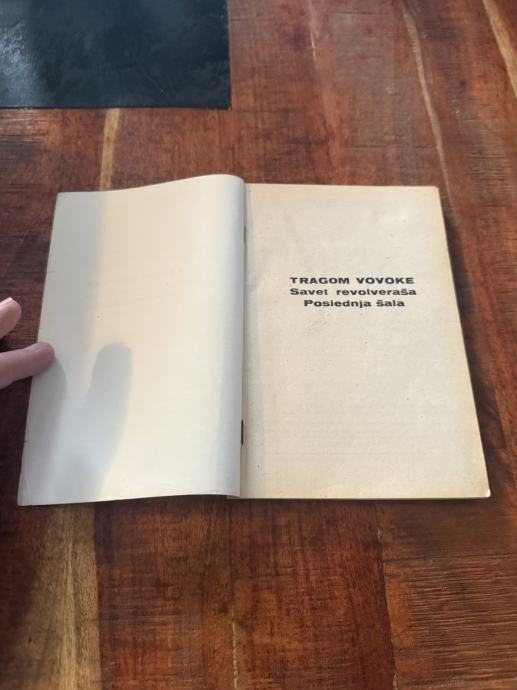 TRAGOM VOVOKE
Savet revolveraša
Poslednja šala